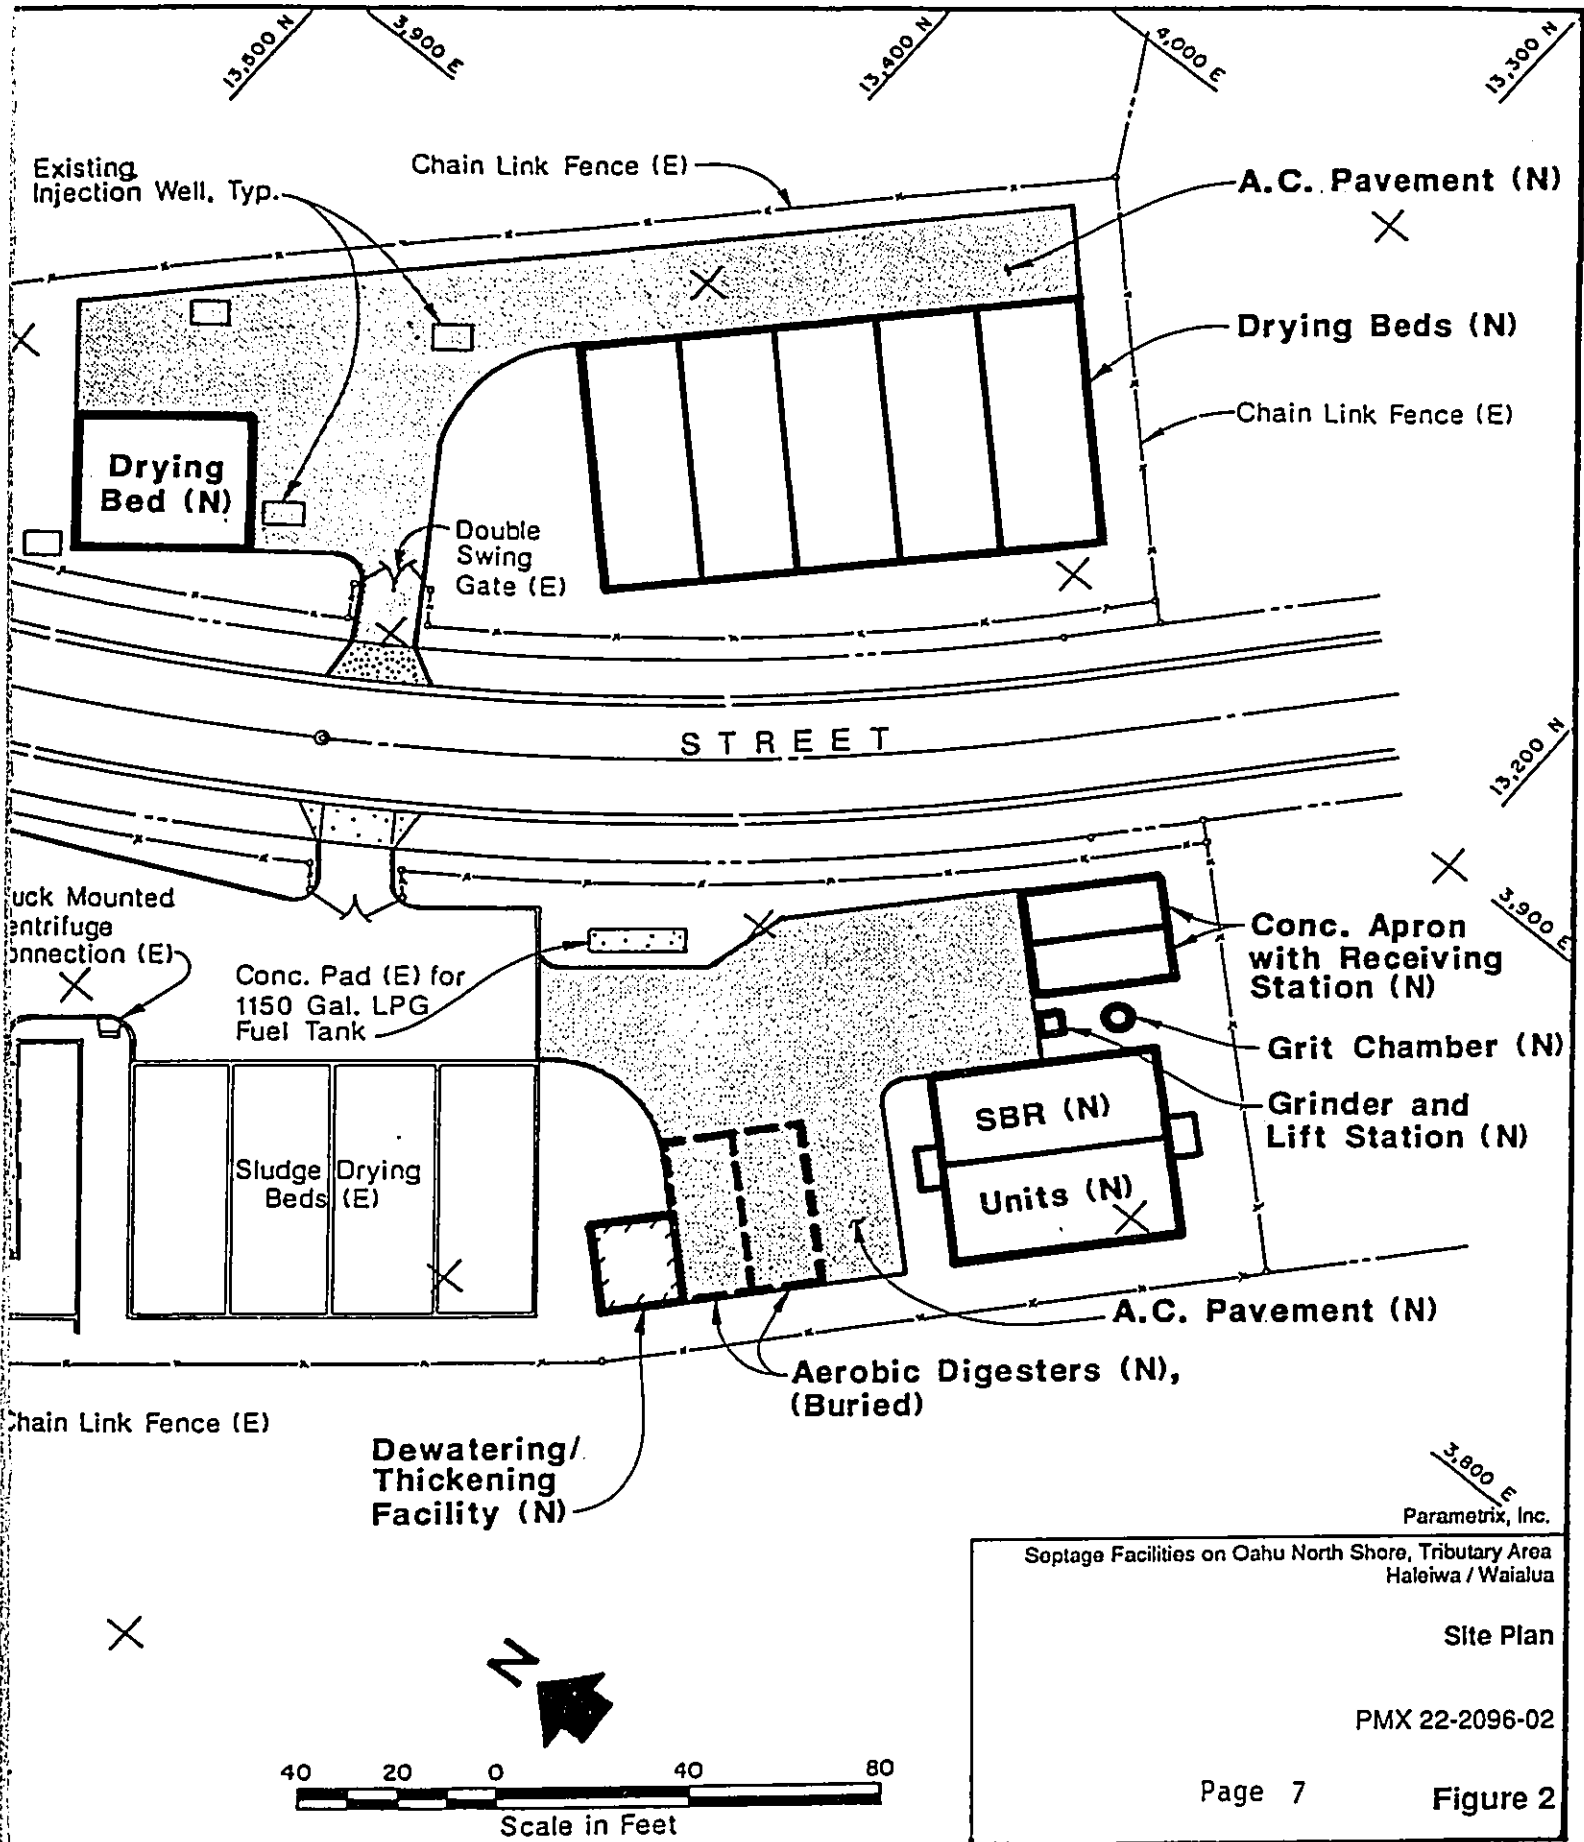 13,500 N
3,900 E
13,400 N
4,000 E
13,300 N
Existing
Injection Well, Typ.
Chain Link Fence (E)
A.C. Pavement (N)
Drying Beds (N)
Chain Link Fence (E)
Drying
Bed (N)
Double
Swing
Gate (E)
STREET
13,200 N
uck Mounted
entrifuge
onnection (E)
Conc. Pad (E) for
1150 Gal. LPG
Fuel Tank
3,900 E
Conc. Apron
with Receiving
Station (N)
Grit Chamber (N)
Grinder and
Lift Station (N)
SBR (N)
Units (N)
Sludge Drying
Beds (E)
A.C. Pavement (N)
Aerobic Digesters (N),
(Buried)
hain Link Fence (E)
Dewatering/
Thickening
Facility (N)
3,800 E
Parametrix, Inc.
Septage Facilities on Oahu North Shore, Tributary Area
Haleiwa / Waialua
Site Plan
PMX 22-2096-02
Page 7
Figure 2
N
40 20 0 40 80
Scale in Feet